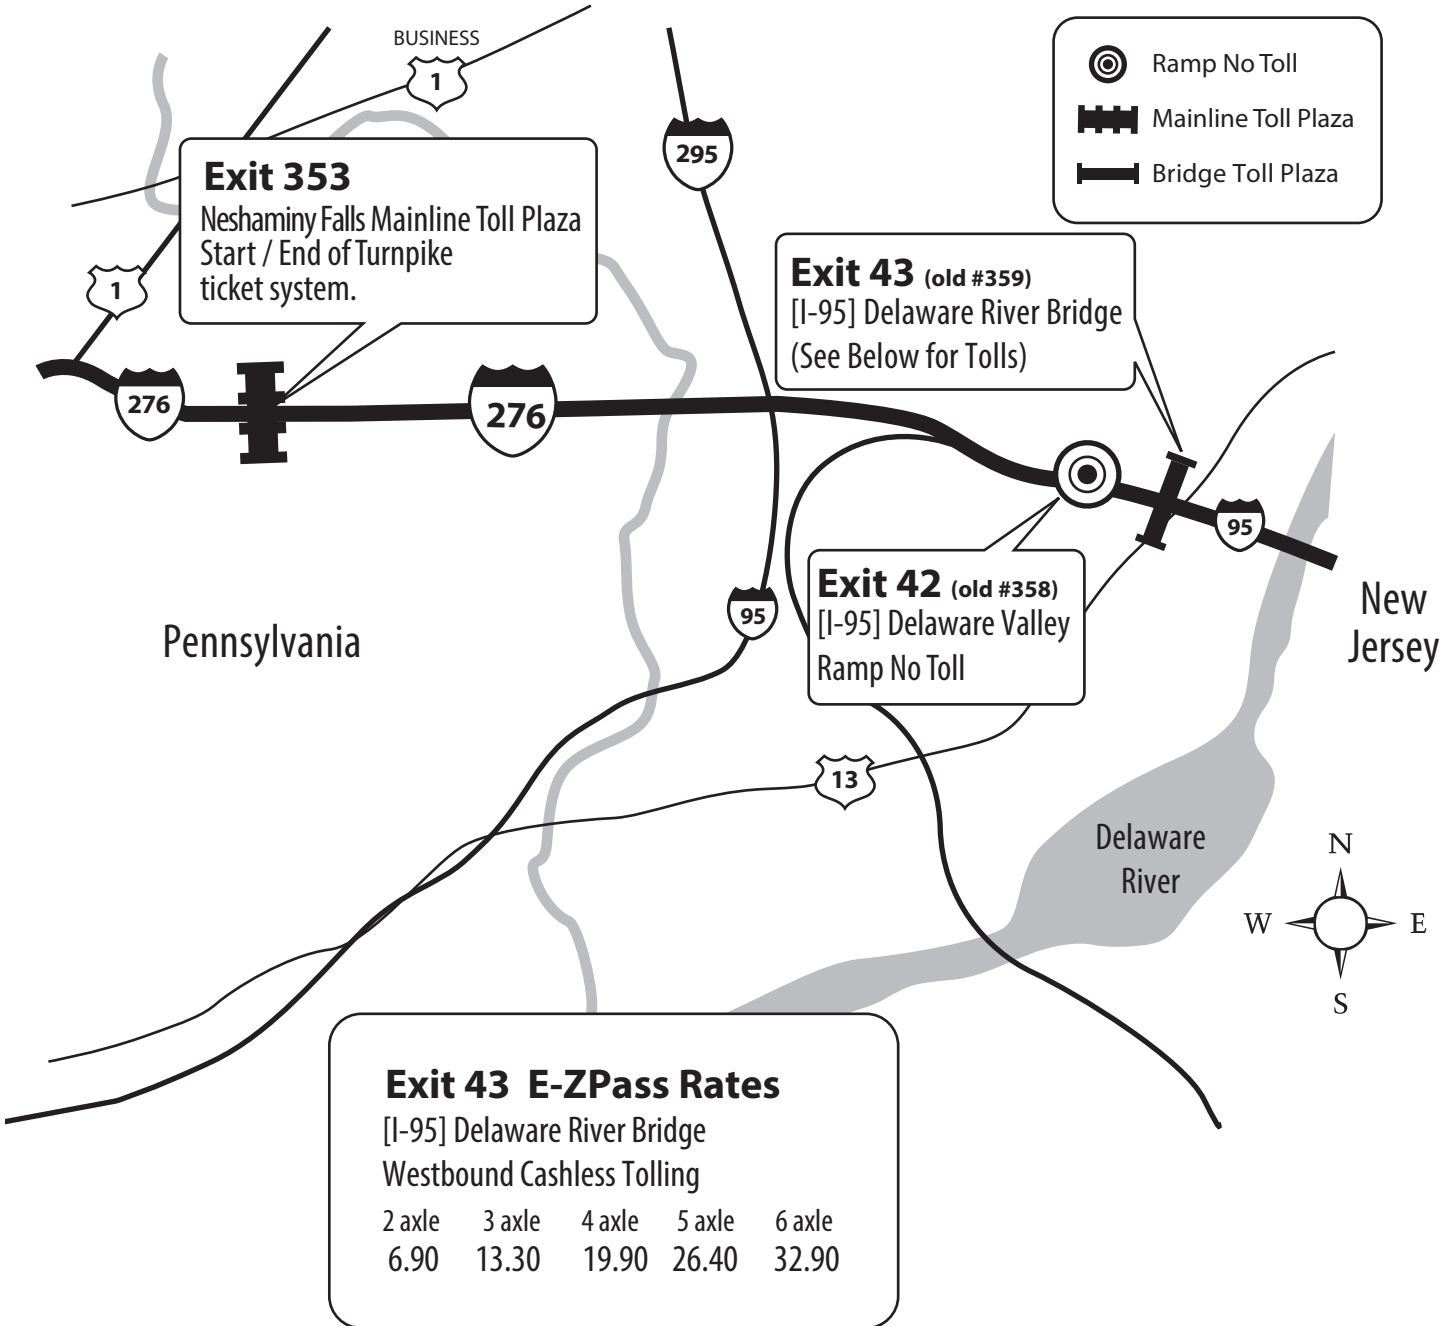 BUSINESS
1
Ramp No Toll
Mainline Toll Plaza
Bridge Toll Plaza
295
Exit 353
Neshaminy Falls Mainline Toll Plaza
Start / End of Turnpike
ticket system.
1
Exit 43 (old #359)
[I-95] Delaware River Bridge
(See Below for Tolls)
276
276
95
Exit 42 (old #358)
[I-95] Delaware Valley
Ramp No Toll
95
New
Jersey
Pennsylvania
13
Delaware
River
N
W E
S
Exit 43 E-ZPass Rates
[I-95] Delaware River Bridge
Westbound Cashless Tolling
2 axle 3 axle 4 axle 5 axle 6 axle
6.90 13.30 19.90 26.40 32.90